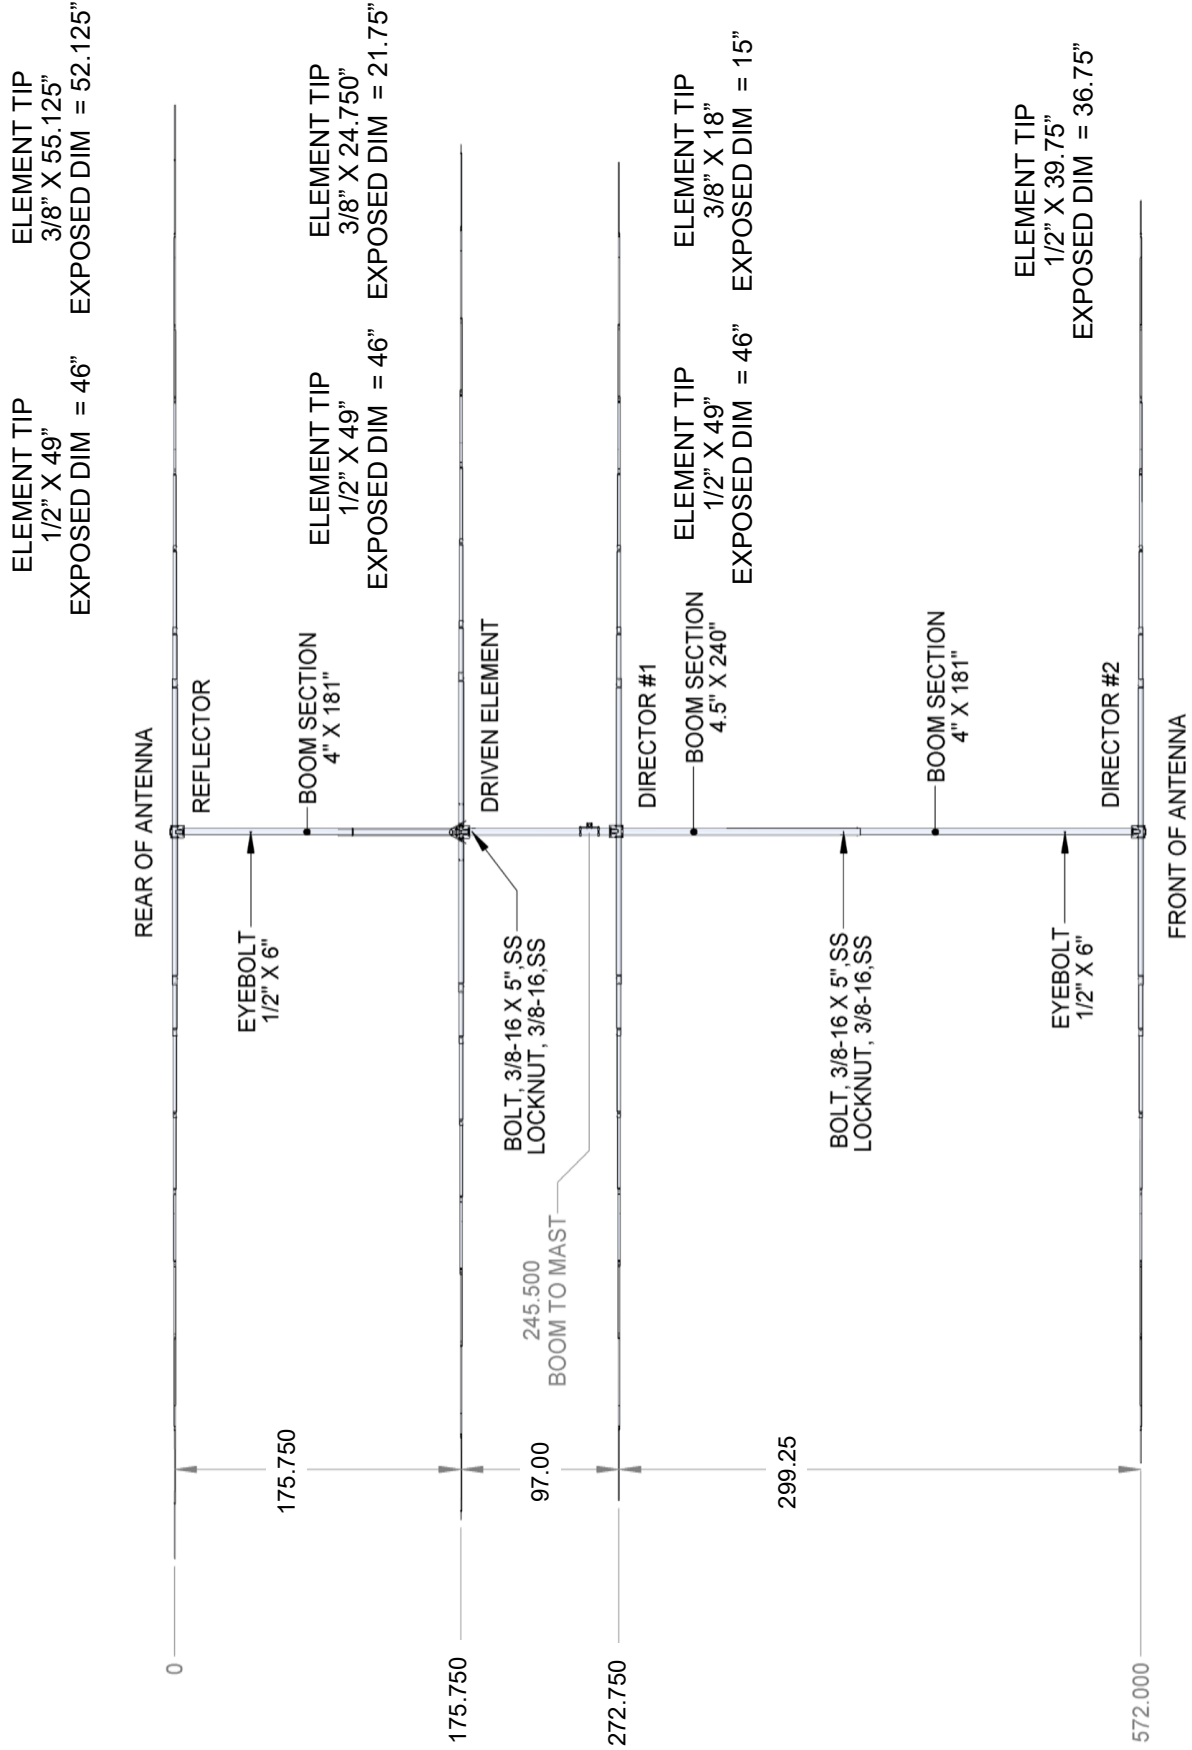 ELEMENT TIP
1/2” X 49”
EXPOSED DIM = 46”
ELEMENT TIP
3/8” X 55.125”
EXPOSED DIM = 52.125”
ELEMENT TIP
1/2” X 49”
EXPOSED DIM = 46”
ELEMENT TIP
3/8” X 24.750”
EXPOSED DIM = 21.75”
ELEMENT TIP
1/2” X 49”
EXPOSED DIM = 46”
ELEMENT TIP
3/8” X 18”
EXPOSED DIM = 15”
ELEMENT TIP
1/2” X 39.75”
EXPOSED DIM = 36.75”
REAR OF ANTENNA
REFLECTOR
BOOM SECTION
4" X 181"
DRIVEN ELEMENT
DIRECTOR #1
BOOM SECTION
4.5" X 240"
BOOM SECTION
4" X 181"
DIRECTOR #2
FRONT OF ANTENNA
EYEBOLT
1/2" X 6"
BOLT, 3/8-16 X 5",SS
LOCKNUT, 3/8-16,SS
245.500
BOOM TO MAST
BOLT, 3/8-16 X 5",SS
LOCKNUT, 3/8-16,SS
EYEBOLT
1/2" X 6"
175.750
97.00
299.25
0
175.750
272.750
572.000